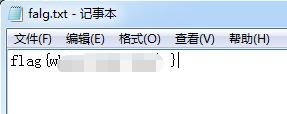 falg.txt - 记事本
文件(F) 编辑(E) 格式(O) 查看(V) 帮助(H)
flag{w }